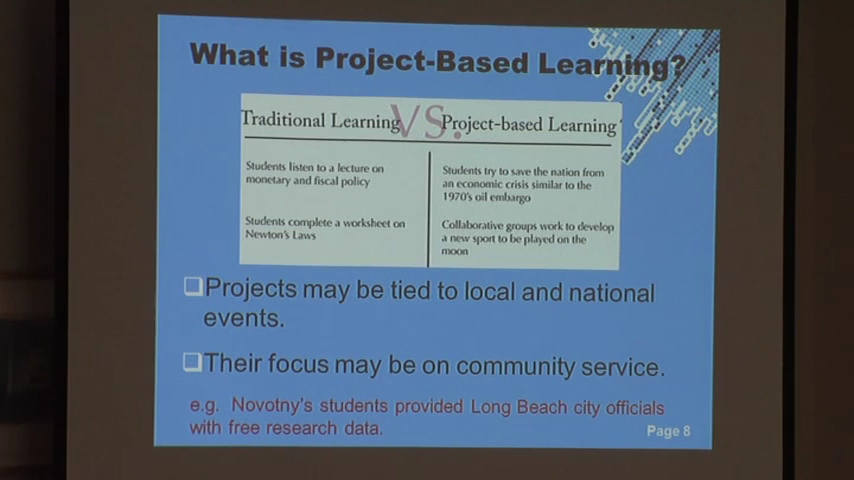 What is Project-Based Learning?
Traditional Learning VS. Project-based Learning
Students listen to a lecture on
monetary and fiscal policy
Students try to save the nation from
an economic crisis similar to the
1970's oil embargo
Students complete a worksheet on
Newton's Laws
Collaborative groups work to develop
a new sport to be played on the
moon
Projects may be tied to local and national
events.
Their focus may be on community service.
e.g. Novotny's students provided Long Beach city officials
with free research data.
Page 8